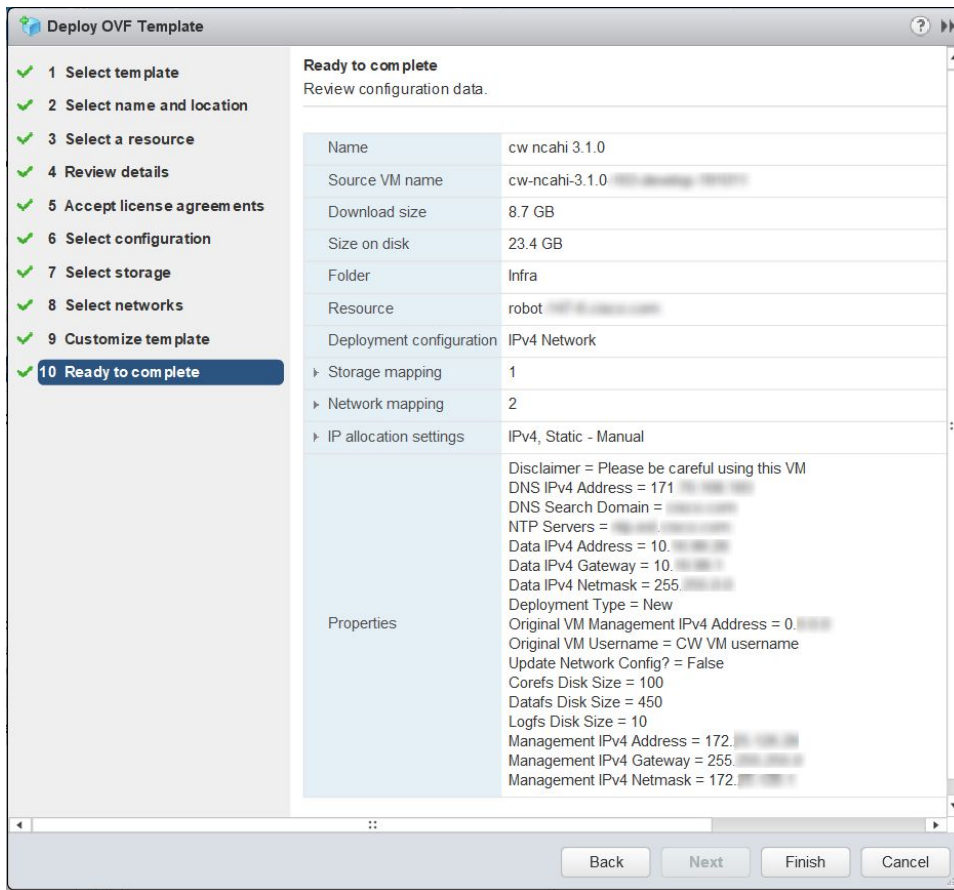 Deploy OVF Template
?
1 Select template
2 Select name and location
3 Select a resource
4 Review details
5 Accept license agreements
6 Select configuration
7 Select storage
8 Select networks
9 Customize template
10 Ready to complete
Ready to complete
Review configuration data.
Name cw ncahi 3.1.0
Source VM name cw-ncahi-3.1.0
Download size 8.7 GB
Size on disk 23.4 GB
Folder Infra
Resource robot
Deployment configuration IPv4 Network
Storage mapping 1
Network mapping 2
IP allocation settings IPv4, Static - Manual
Properties
Disclaimer = Please be careful using this VM
DNS IPv4 Address = 171
DNS Search Domain =
NTP Servers =
Data IPv4 Address = 10.
Data IPv4 Gateway = 10.
Data IPv4 Netmask = 255.
Deployment Type = New
Original VM Management IPv4 Address = 0.
Original VM Username = CW VM username
Update Network Config? = False
Corefs Disk Size = 100
Datafs Disk Size = 450
Logfs Disk Size = 10
Management IPv4 Address = 172.
Management IPv4 Gateway = 255.
Management IPv4 Netmask = 172.
Back Next Finish Cancel